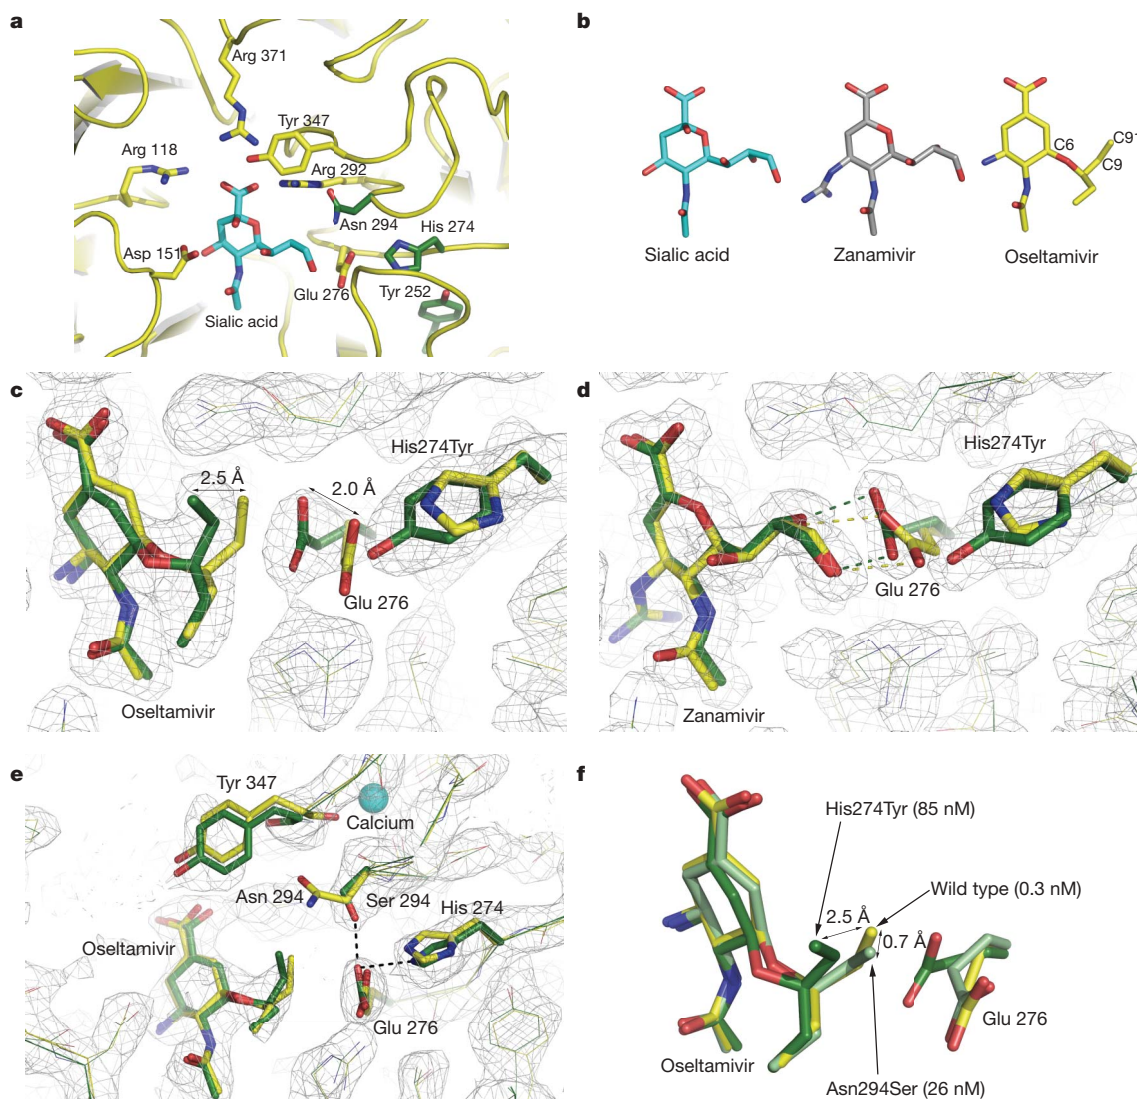 a
Arg 371
Tyr 347
Arg 118
Arg 292
Asn 294
His 274
Asp 151
Glu 276
Tyr 252
Sialic acid
b
C6
C9′
C9
Sialic acid
Zanamivir
Oseltamivir
c
His274Tyr
2.5 Å
2.0 Å
Glu 276
Oseltamivir
d
His274Tyr
Glu 276
Zanamivir
e
Tyr 347
Calcium
Asn 294
Ser 294
His 274
Oseltamivir
Glu 276
f
His274Tyr (85 nM)
Wild type (0.3 nM)
2.5 Å
0.7 Å
Glu 276
Oseltamivir
Asn294Ser (26 nM)